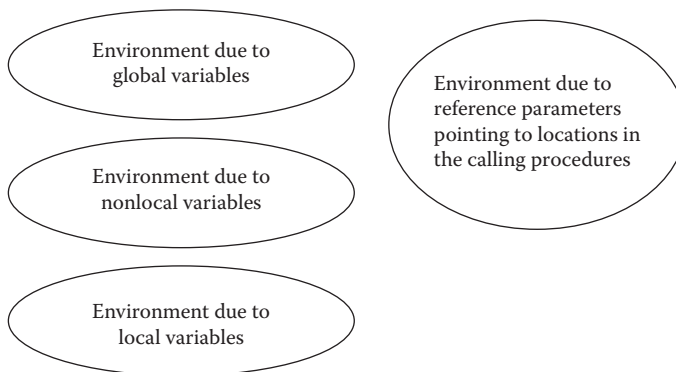 Environment due to
global variables
Environment due to
nonlocal variables
Environment due to
local variables
Environment due to
reference parameters
pointing to locations in
the calling procedures